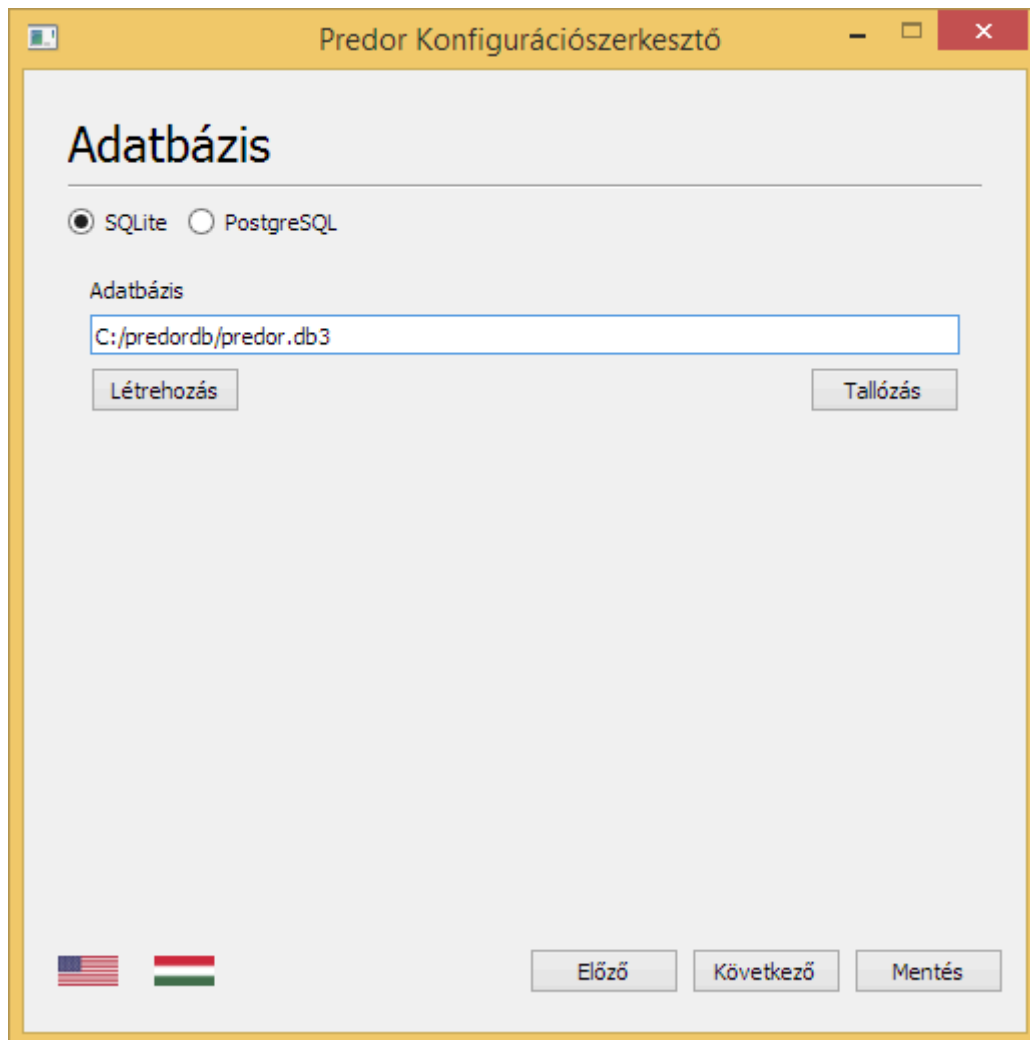 Predor Konfigurációszerkesztő
Adatbázis
SQLite PostgreSQL
Adatbázis
C:/predordb/predor.db3
Létrehozás Tallózás
Előző Következő Mentés